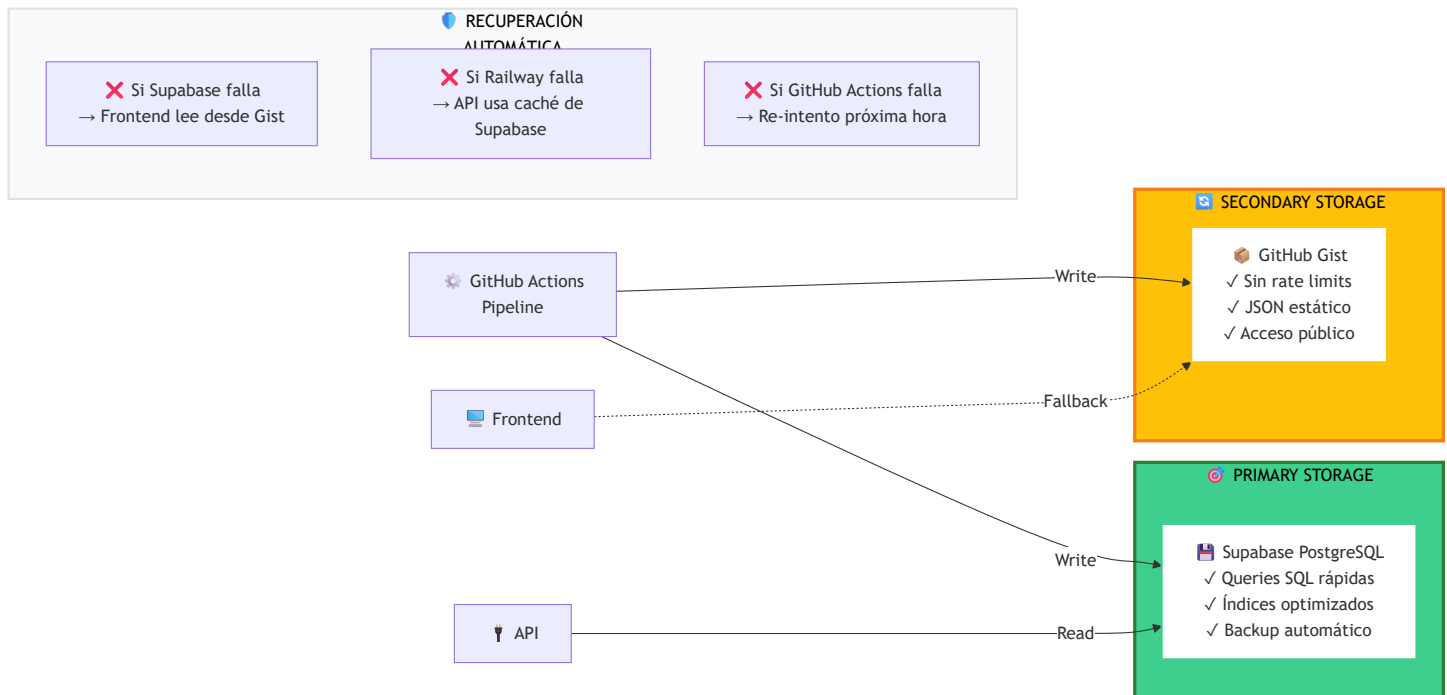 🛡️ RECUPERACIÓN
AUTOMÁTICA
❌ Si Supabase falla
→ Frontend lee desde Gist
❌ Si Railway falla
→ API usa caché de
Supabase
❌ Si GitHub Actions falla
→ Re-intento próxima hora
🔄 SECONDARY STORAGE
📦 GitHub Gist
✓ Sin rate limits
✓ JSON estático
✓ Acceso público
⚙️ GitHub Actions
Pipeline
Write
🖥️ Frontend
Fallback
🎯 PRIMARY STORAGE
💾 Supabase PostgreSQL
✓ Queries SQL rápidas
✓ Índices optimizados
✓ Backup automático
Write
🔌 API
Read